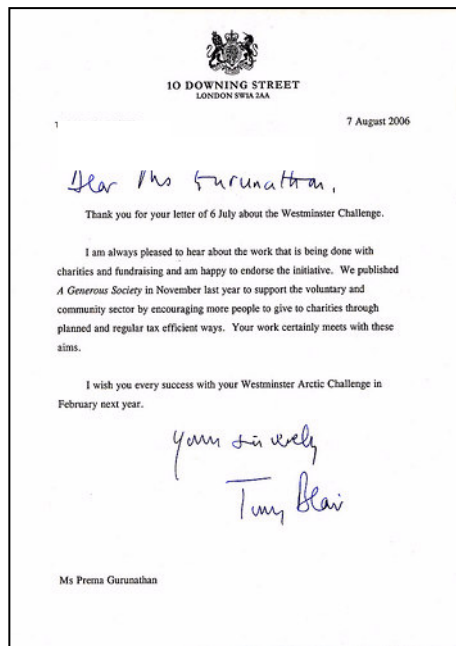 10 DOWNING STREET
LONDON SW1A 2AA
7 August 2006
Dear Ms Gurunathan,
Thank you for your letter of 6 July about the Westminster Challenge.
I am always pleased to hear about the work that is being done with
charities and fundraising and am happy to endorse the initiative. We published
A Generous Society in November last year to support the voluntary and
community sector by encouraging more people to give to charities through
planned and regular tax efficient ways. Your work certainly meets with these
aims.
I wish you every success with your Westminster Arctic Challenge in
February next year.
Yours sincerely
Tony Blair
Ms Prema Gurunathan